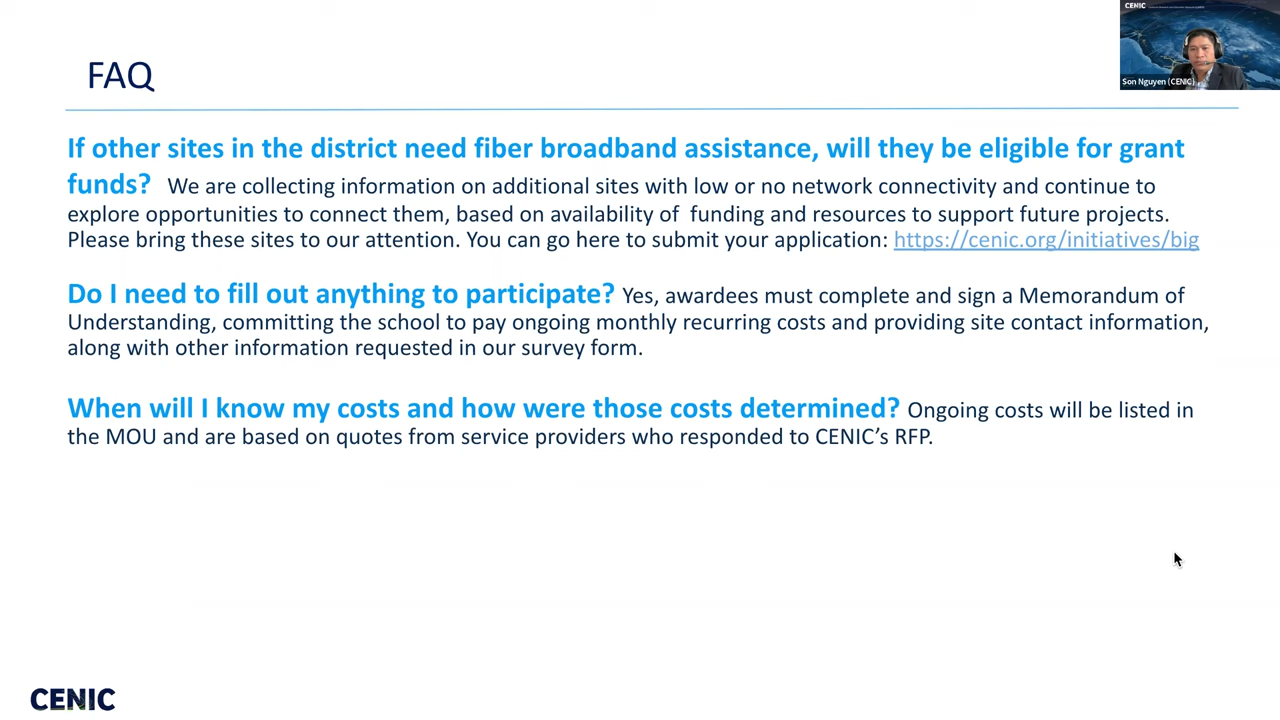 CENIC
FAQ
Son Nguyen (CENIC)
If other sites in the district need fiber broadband assistance, will they be eligible for grant
funds? We are collecting information on additional sites with low or no network connectivity and continue to
explore opportunities to connect them, based on availability of funding and resources to support future projects.
Please bring these sites to our attention. You can go here to submit your application: https://cenic.org/initiatives/big
Do I need to fill out anything to participate? Yes, awardees must complete and sign a Memorandum of
Understanding, committing the school to pay ongoing monthly recurring costs and providing site contact information,
along with other information requested in our survey form.
When will I know my costs and how were those costs determined? Ongoing costs will be listed in
the MOU and are based on quotes from service providers who responded to CENIC’s RFP.
CENIC